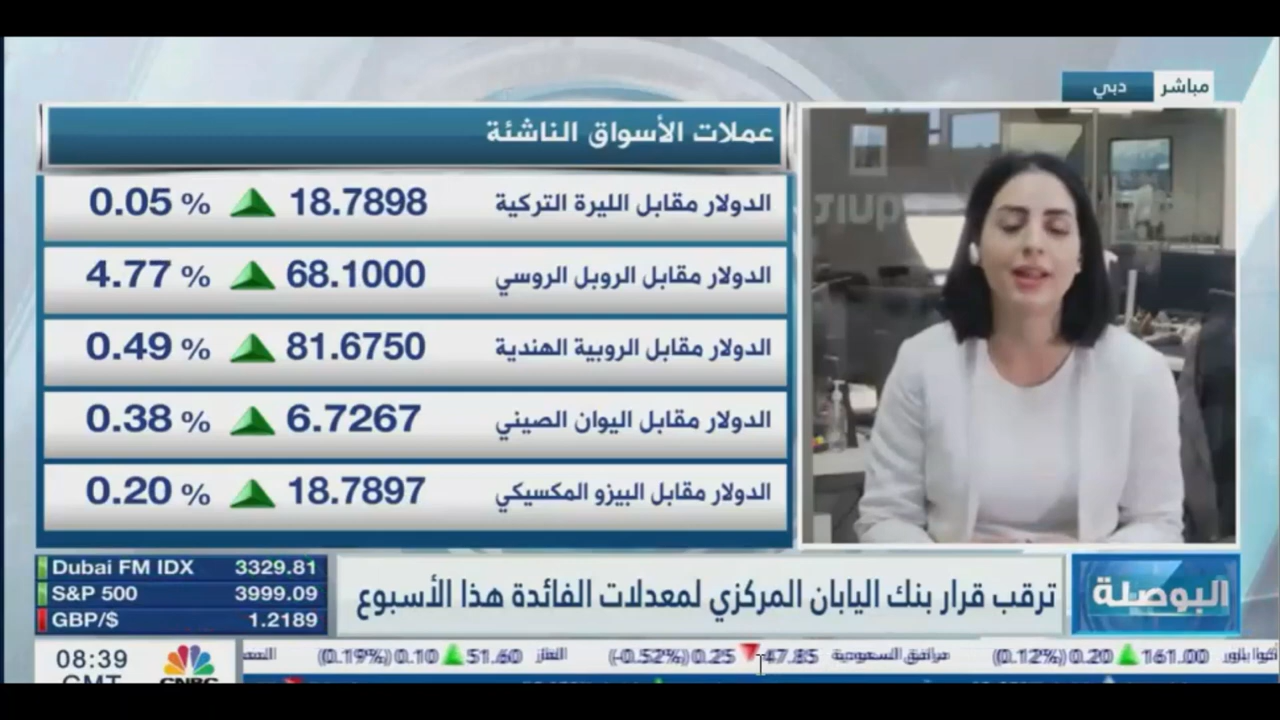 مباشر دبي
عملات الأسواق الناشئة
الدولار مقابل الليرة التركية 18.7898 0.05 %
الدولار مقابل الروبل الروسي 68.1000 4.77 %
الدولار مقابل الروبية الهندية 81.6750 0.49 %
الدولار مقابل اليوان الصيني 6.7267 0.38 %
الدولار مقابل البيزو المكسيكي 18.7897 0.20 %
البوصلة
ترقب قرار بنك اليابان المركزي لمعدلات الفائدة هذا الأسبوع
Dubai FM IDX 3329.81
S&P 500 3999.09
GBP/$ 1.2189
08:39
GMT
CNBC
161.00 0.20 (0.12%) مرافق السعودية 47.85 0.25 (-0.52%) 51.60 0.10 (0.19%)